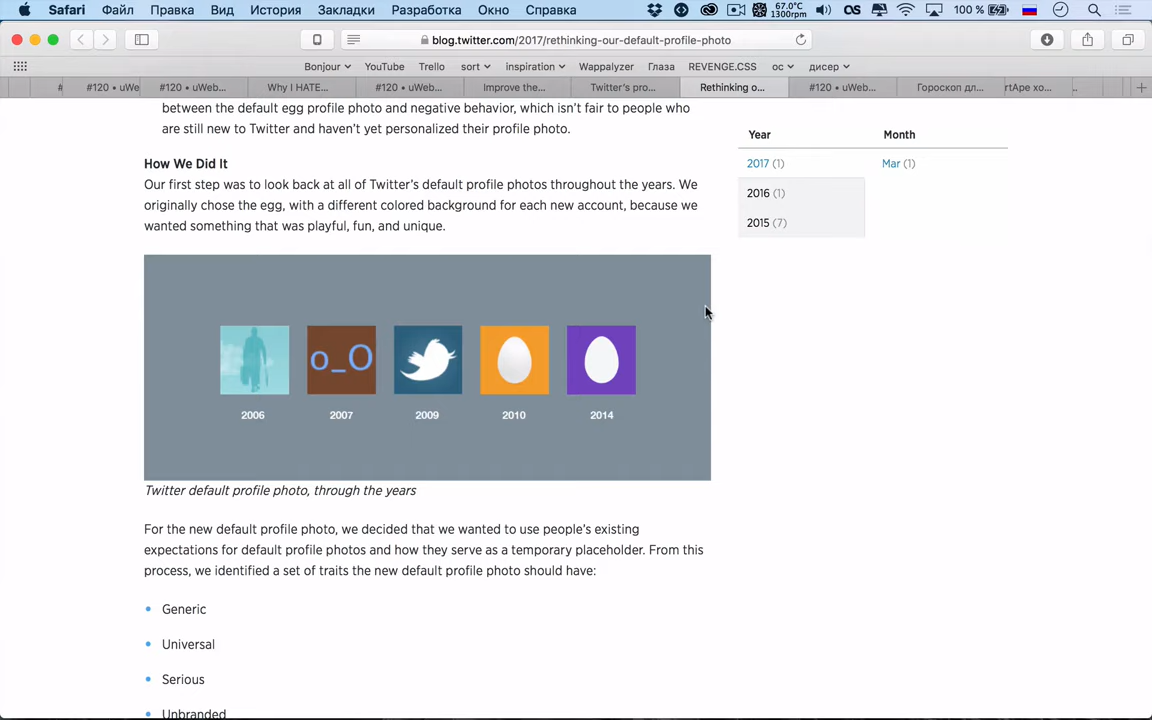 Safari Файл Правка Вид История Закладки Разработка Окно Справка 67.0°C 1300rpm 100 %
blog.twitter.com/2017/rethinking-our-default-profile-photo
Bonjour YouTube Trello sort inspiration Wappalyzer Глаза REVENGE.CSS ос дисер
#120 • uWe #120 • uWeb... Why I HATE... #120 • uWeb... Improve the... Twitter's pro... Rethinking o... #120 • uWeb... Гороскоп дл... rtApe хо...
between the default egg profile photo and negative behavior, which isn't fair to people who
are still new to Twitter and haven't yet personalized their profile photo.
Year Month
2017 (1) Mar (1)
2016 (1)
2015 (7)
How We Did It
Our first step was to look back at all of Twitter's default profile photos throughout the years. We
originally chose the egg, with a different colored background for each new account, because we
wanted something that was playful, fun, and unique.
o_O
2006 2007 2009 2010 2014
Twitter default profile photo, through the years
For the new default profile photo, we decided that we wanted to use people's existing
expectations for default profile photos and how they serve as a temporary placeholder. From this
process, we identified a set of traits the new default profile photo should have:
• Generic
• Universal
• Serious
Unbranded